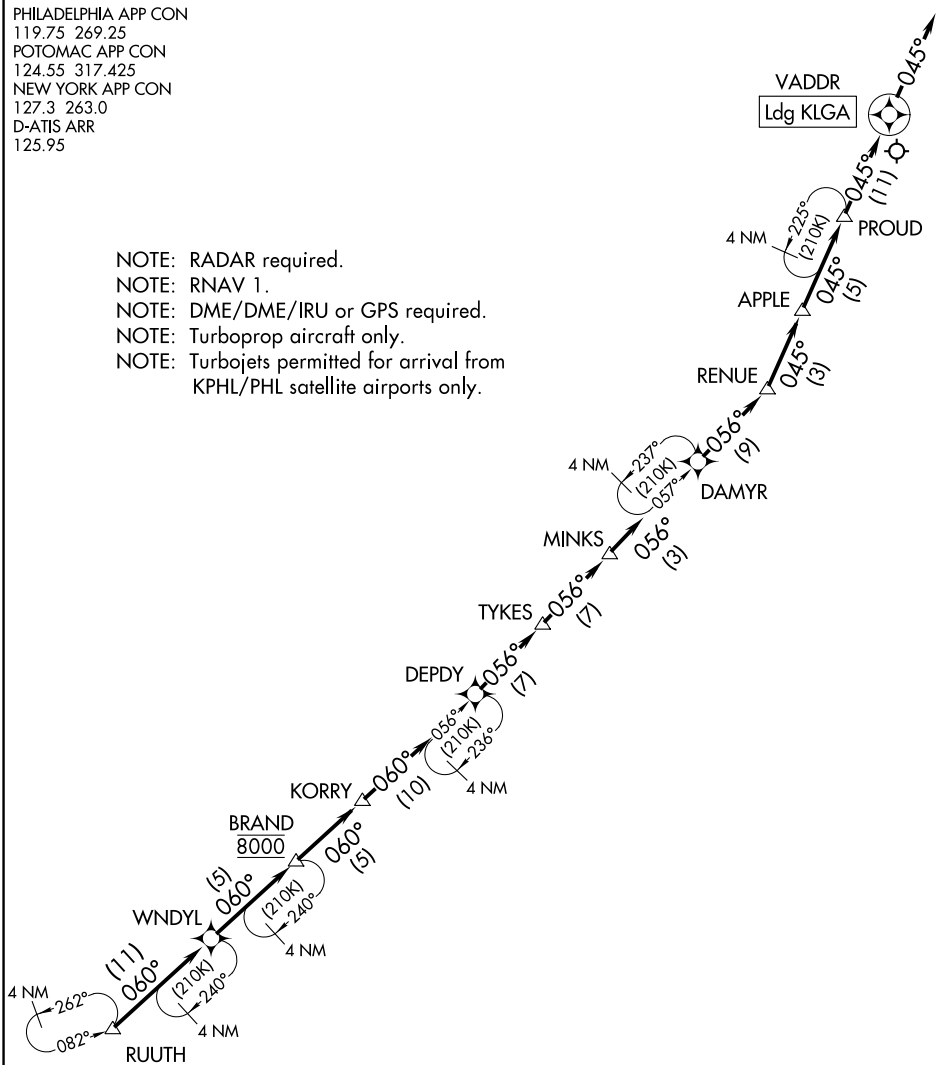 PHILADELPHIA APP CON
119.75 269.25
POTOMAC APP CON
124.55 317.425
NEW YORK APP CON
127.3 263.0
D-ATIS ARR
125.95
045°
VADDR
Ldg KLGA
045°
(11)
PROUD
225°
(210K)
4 NM
NOTE: RADAR required.
NOTE: RNAV 1.
NOTE: DME/DME/IRU or GPS required.
NOTE: Turboprop aircraft only.
NOTE: Turbojets permitted for arrival from
KPHL/PHL satellite airports only.
045°
(5)
APPLE
045°
(3)
RENUE
056°
(9)
237°
(210K)
057°
4 NM
DAMYR
MINKS
056°
(3)
TYKES
056°
(7)
DEPDY
056°
(7)
056°
(210K)
236°
4 NM
KORRY
060°
(10)
BRAND
8000
060°
(5)
(210K)
240°
4 NM
(5)
060°
WNDYL
(210K)
240°
4 NM
(11)
060°
4 NM
262°
082°
RUUTH